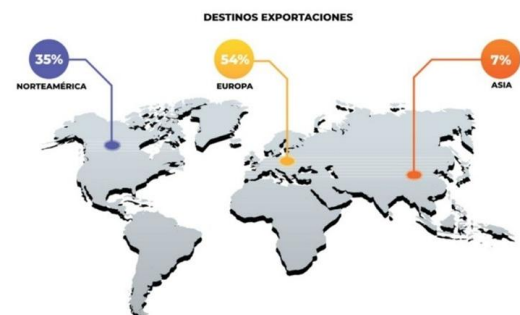 DESTINOS EXPORTACIONES
35%
NORTEAMÉRICA
54%
EUROPA
7%
ASIA